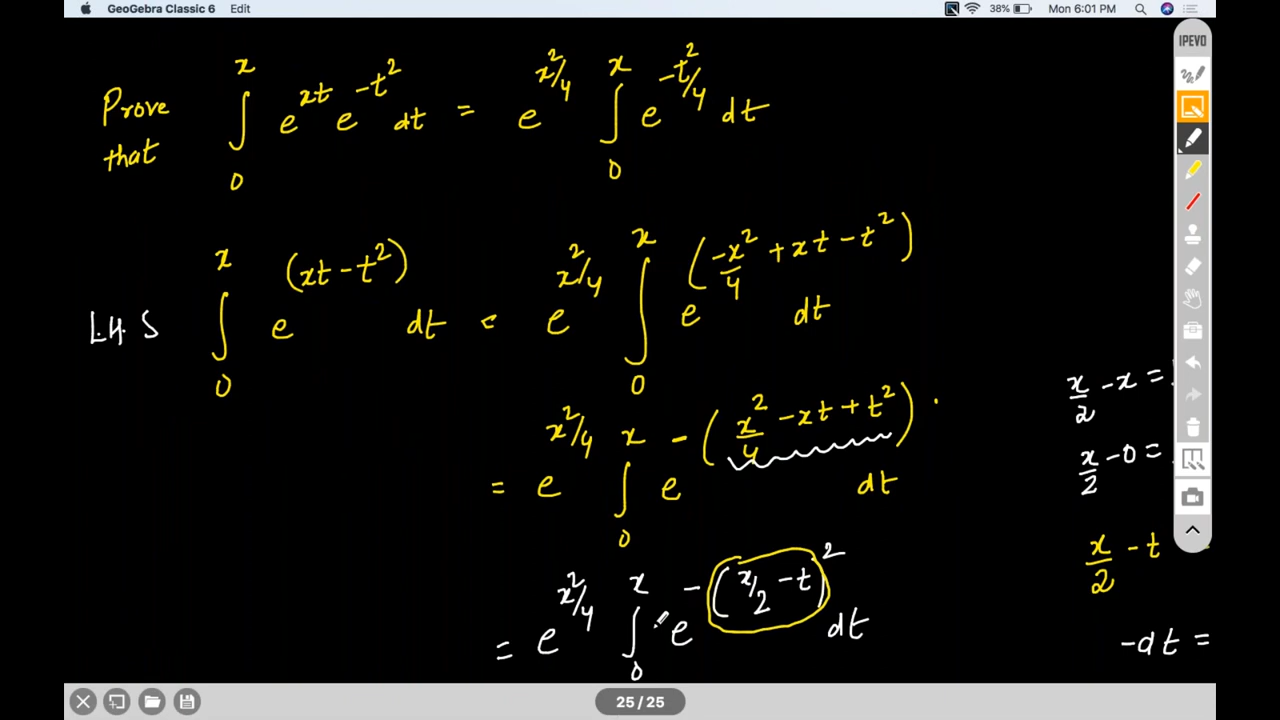 GeoGebra Classic 6 Edit 38% Mon 6:01 PM
IPEVO
Prove that ∫₀ˣ e^{xt} e^{-t²} dt = e^{x²/4} ∫₀ˣ e^{-t²/4} dt
L.H.S ∫₀ˣ e^{(xt-t²)} dt = e^{x²/4} ∫₀ˣ e^{(-x²/4 + xt - t²)} dt
= e^{x²/4} ∫₀ˣ e^{-(x²/4 - xt + t²)} dt
= e^{x²/4} ∫₀ˣ e^{-(x/2 - t)²} dt
x/2 - x =
x/2 - 0 =
x/2 - t
-dt =
25 / 25